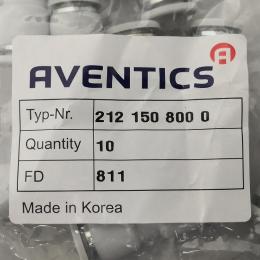 AVENTICS
Typ-Nr. 212 150 800 0
Quantity 10
FD 811
Made in Korea